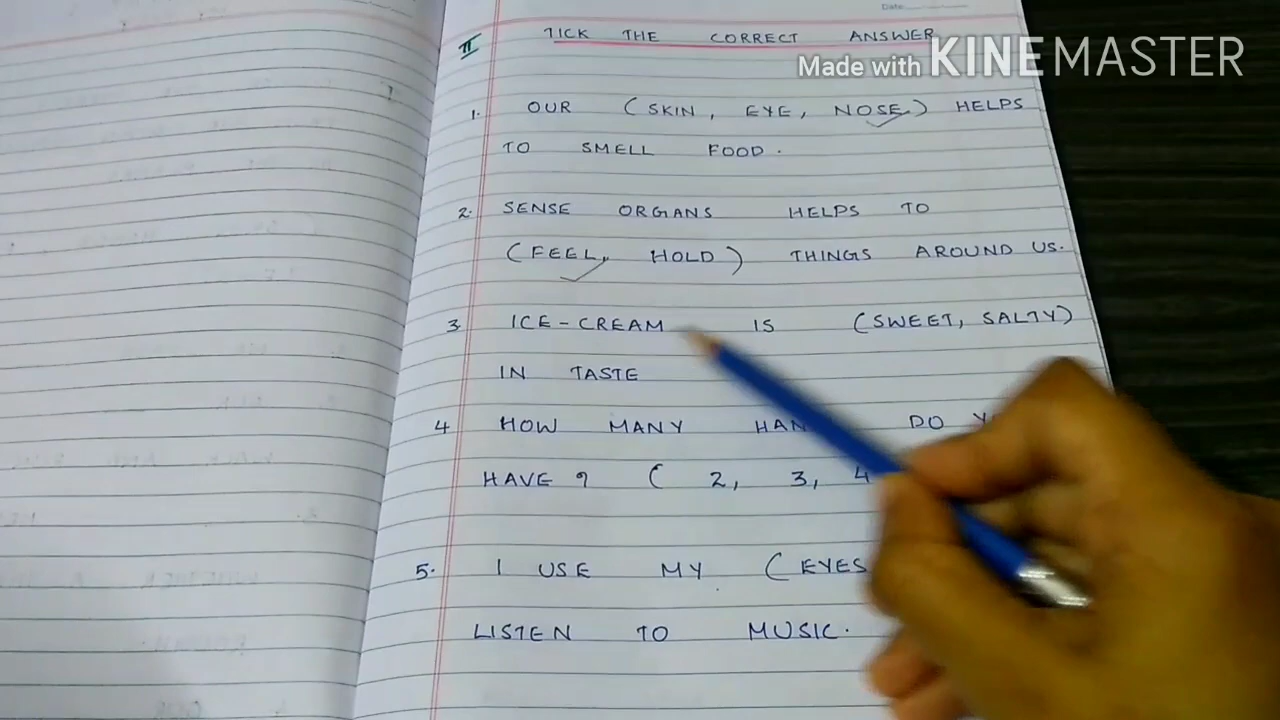 Date
Made with KINEMASTER
II TICK THE CORRECT ANSWER
1. OUR (SKIN, EYE, NOSE) HELPS
TO SMELL FOOD.
2. SENSE ORGANS HELPS TO
(FEEL, HOLD) THINGS AROUND US.
3 ICE-CREAM IS (SWEET, SALTY)
IN TASTE
4 HOW MANY DO
HAVE ? ( 2, 3, 4
5. I USE MY (EYES
LISTEN TO MUSIC.